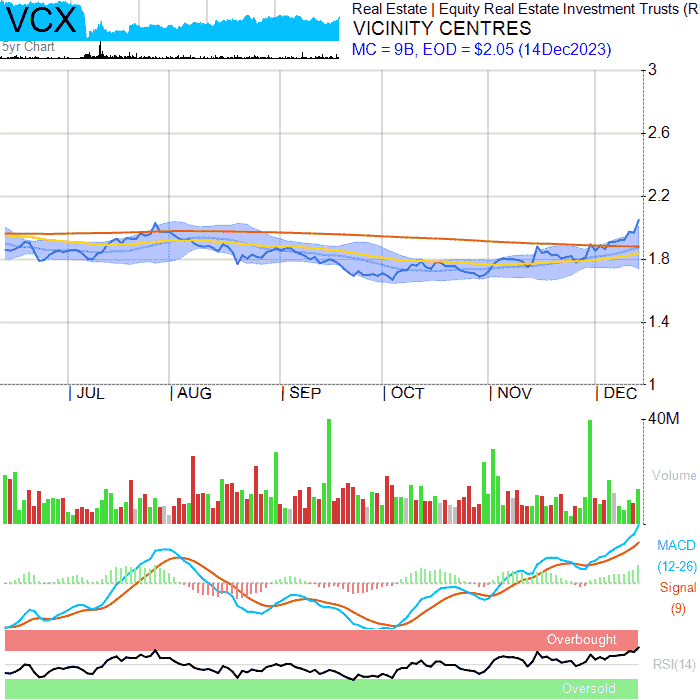 VCX
5yr Chart
Real Estate | Equity Real Estate Investment Trusts (R
VICINITY CENTRES
MC = 9B, EOD = $2.05 (14Dec2023)
3
2.6
2.2
1.8
1.4
1
| JUL | AUG | SEP | OCT | NOV | DEC
40M
Volume
MACD
(12-26)
Signal
(9)
Overbought
RSI(14)
Oversold